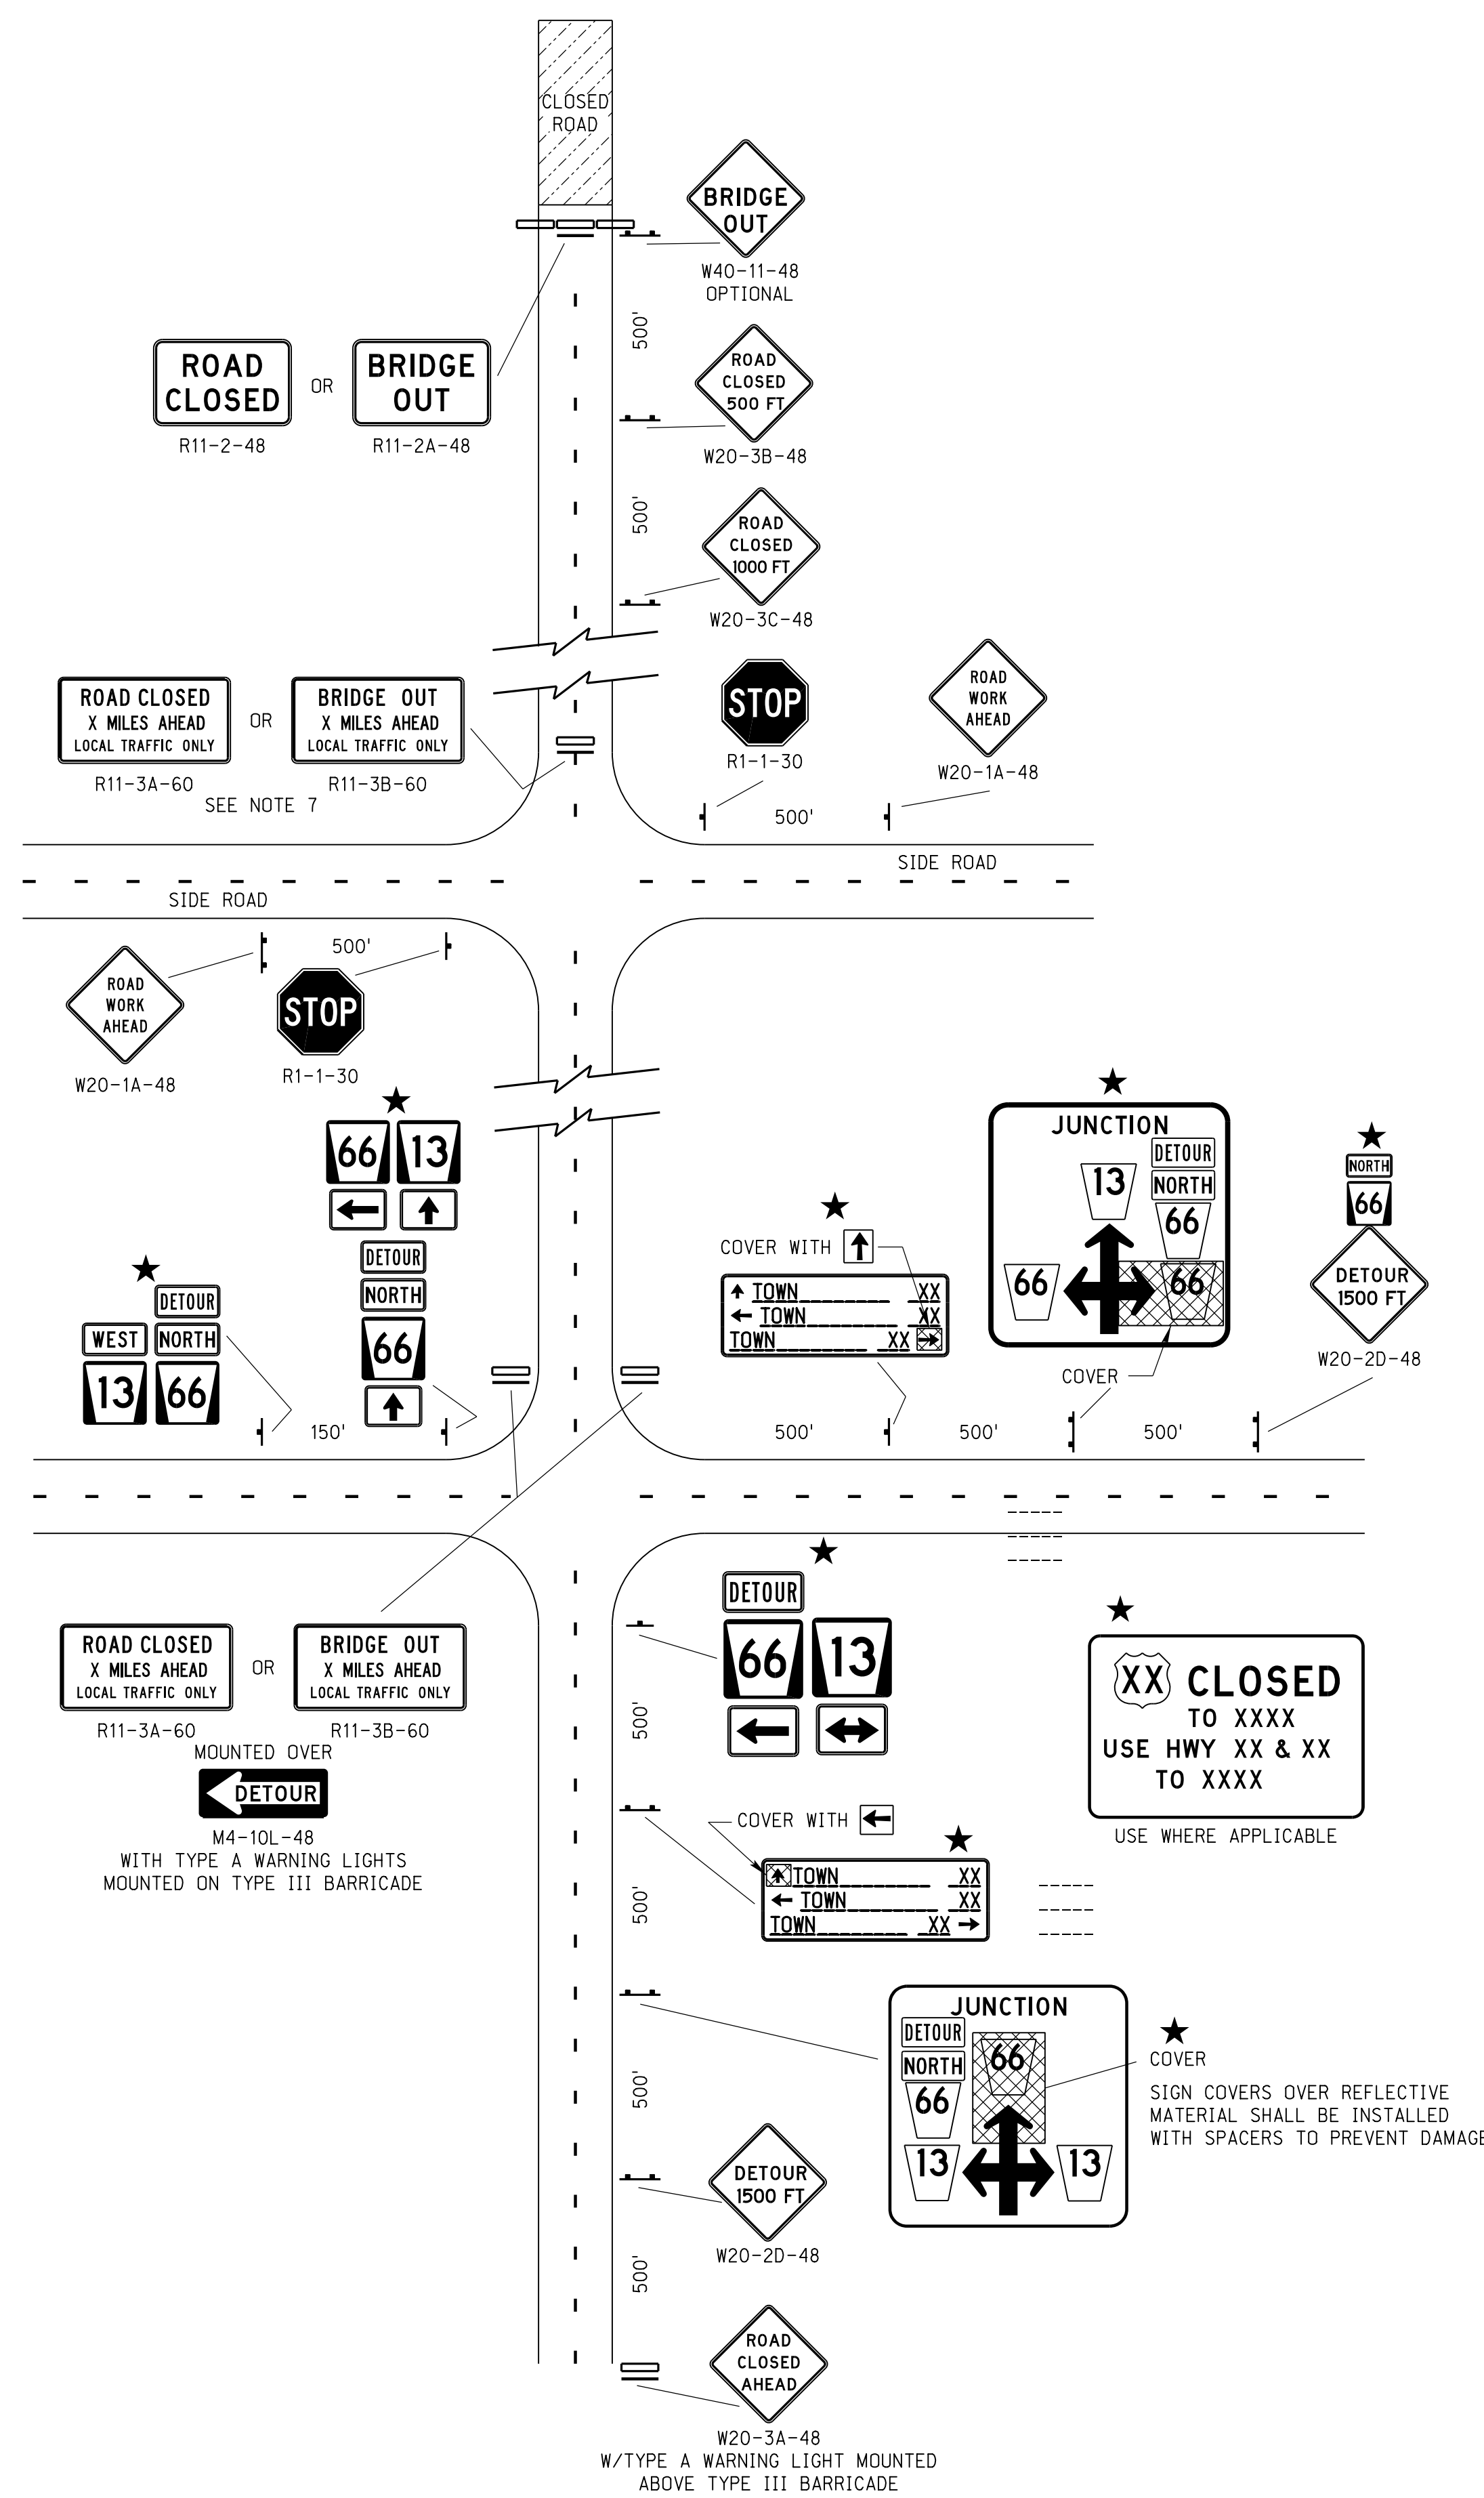 CLOSED
ROAD
BRIDGE
OUT
W40-11-48
OPTIONAL
500'
ROAD
CLOSED
OR
BRIDGE
OUT
R11-2-48
R11-2A-48
ROAD
CLOSED
500 FT
W20-3B-48
500'
ROAD
CLOSED
1000 FT
W20-3C-48
ROAD CLOSED
X MILES AHEAD
LOCAL TRAFFIC ONLY
R11-3A-60
OR
BRIDGE OUT
X MILES AHEAD
LOCAL TRAFFIC ONLY
R11-3B-60
SEE NOTE 7
STOP
R1-1-30
ROAD
WORK
AHEAD
W20-1A-48
500'
SIDE ROAD
SIDE ROAD
500'
ROAD
WORK
AHEAD
W20-1A-48
STOP
R1-1-30
66 13
DETOUR
NORTH
66
DETOUR
WEST NORTH
13 66
150'
COVER WITH
TOWN XX
TOWN XX
TOWN XX
JUNCTION
DETOUR
NORTH
13
66
66
66
COVER
NORTH
66
DETOUR
1500 FT
W20-2D-48
500' 500' 500'
DETOUR
66 13
ROAD CLOSED
X MILES AHEAD
LOCAL TRAFFIC ONLY
R11-3A-60
OR
BRIDGE OUT
X MILES AHEAD
LOCAL TRAFFIC ONLY
R11-3B-60
MOUNTED OVER
DETOUR
M4-10L-48
WITH TYPE A WARNING LIGHTS
MOUNTED ON TYPE III BARRICADE
500'
XX CLOSED
TO XXXX
USE HWY XX & XX
TO XXXX
USE WHERE APPLICABLE
COVER WITH
TOWN XX
TOWN XX
TOWN XX
500'
JUNCTION
DETOUR
NORTH
66
66
13
13
COVER
SIGN COVERS OVER REFLECTIVE
MATERIAL SHALL BE INSTALLED
WITH SPACERS TO PREVENT DAMAGE
500'
DETOUR
1500 FT
W20-2D-48
500'
ROAD
CLOSED
AHEAD
W20-3A-48
W/TYPE A WARNING LIGHT MOUNTED
ABOVE TYPE III BARRICADE